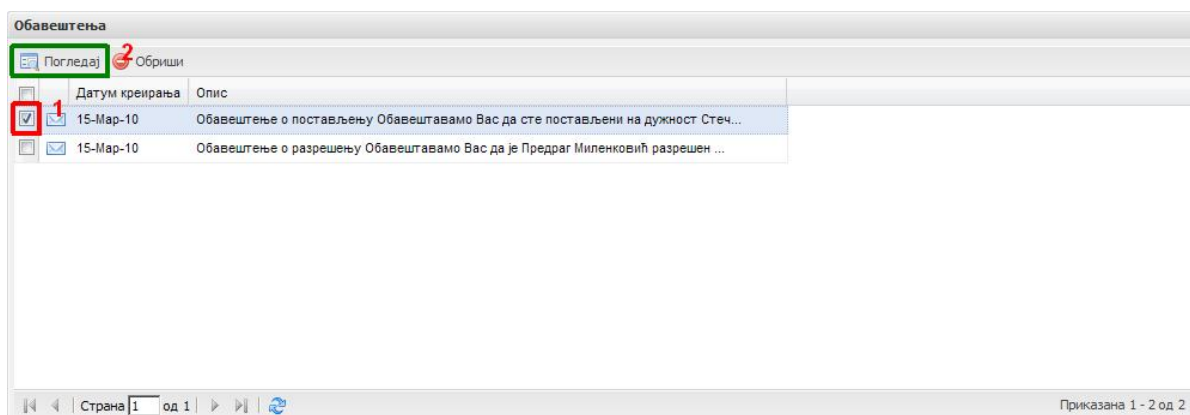 Обавештења
Погледај 2 Обриши
Датум креирања Опис
1 15-Мар-10 Обавештење о постављењу Обавештавамо Вас да сте постављени на дужност Стеч...
15-Мар-10 Обавештење о разрешењу Обавештавамо Вас да је Предраг Миленковић разрешен ...
Страна 1 од 1 Приказана 1 - 2 од 2